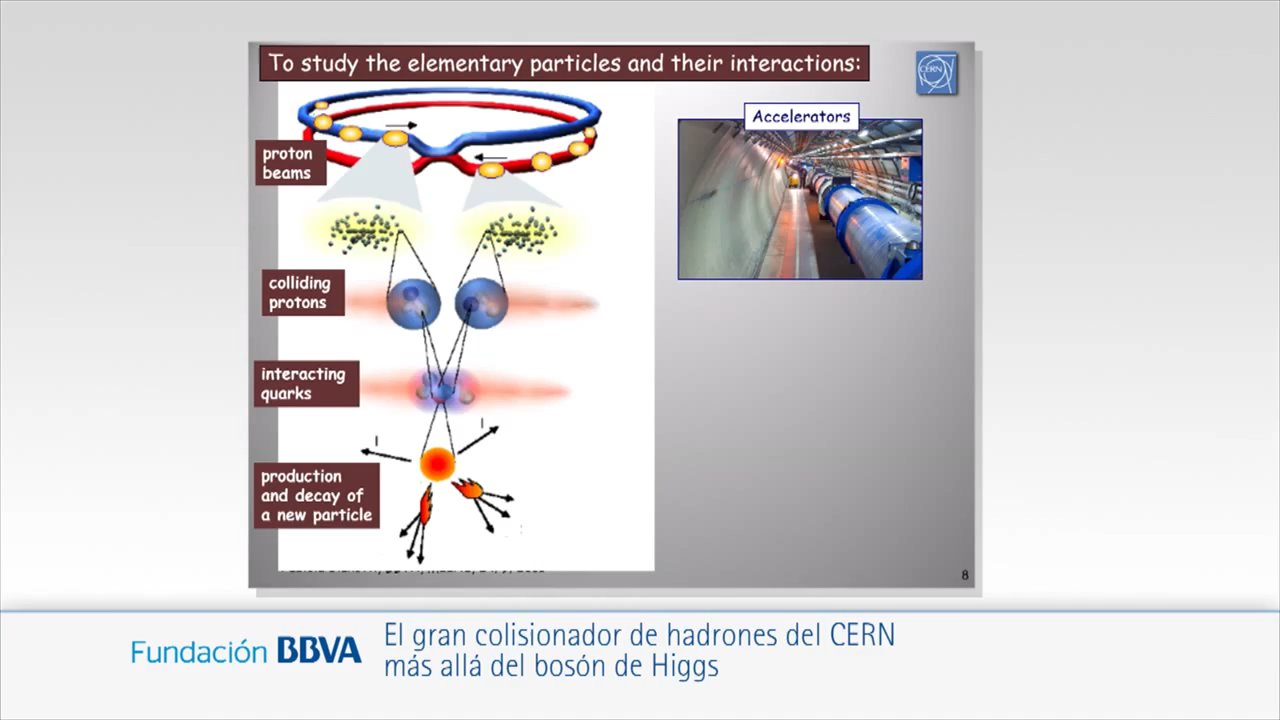 To study the elementary particles and their interactions:
CERN
Accelerators
proton
beams
colliding
protons
interacting
quarks
l
l
production
and decay of
a new particle
8
Fundación BBVA
El gran colisionador de hadrones del CERN
más allá del bosón de Higgs